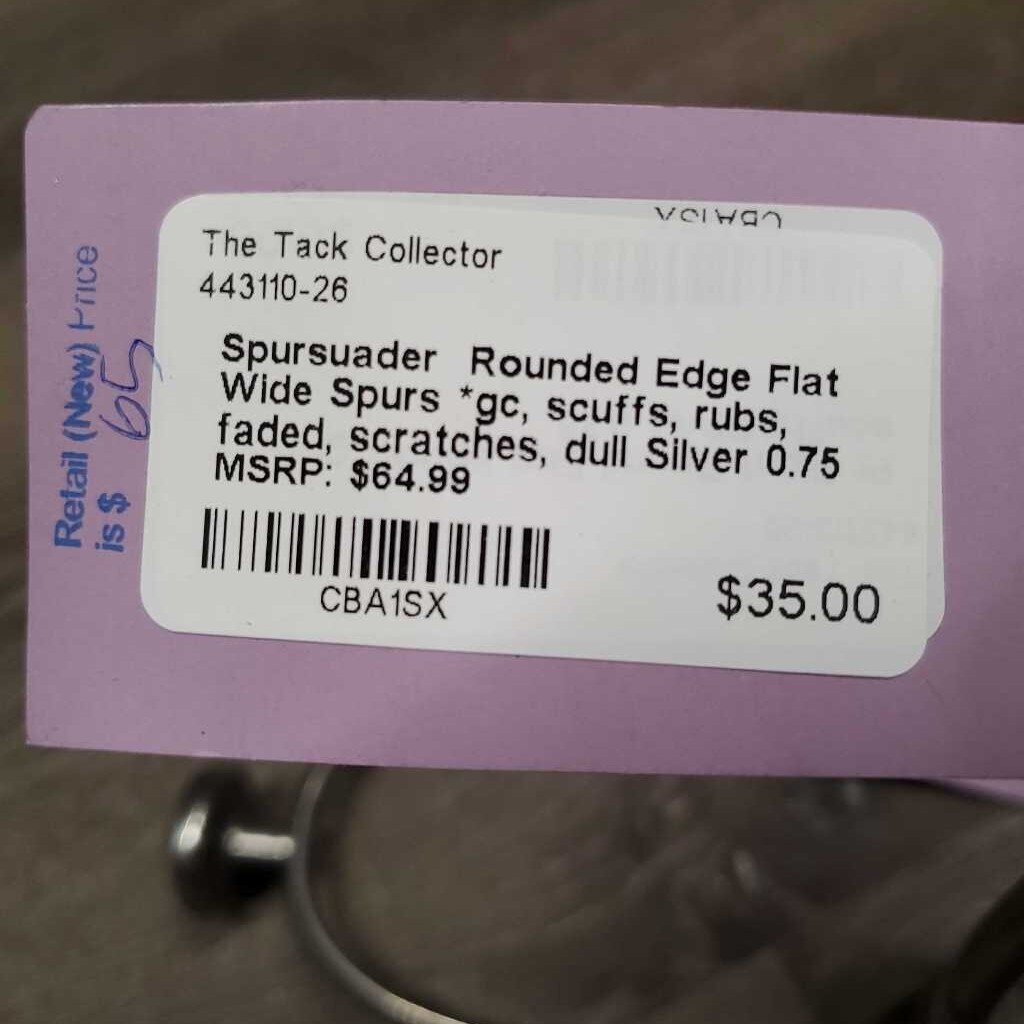 The Tack Collector
443110-26
Spursuader Rounded Edge Flat
Wide Spurs *gc, scuffs, rubs,
faded, scratches, dull Silver 0.75
MSRP: $64.99
CBA1SX
$35.00
Retail (New) Price
is $ 65